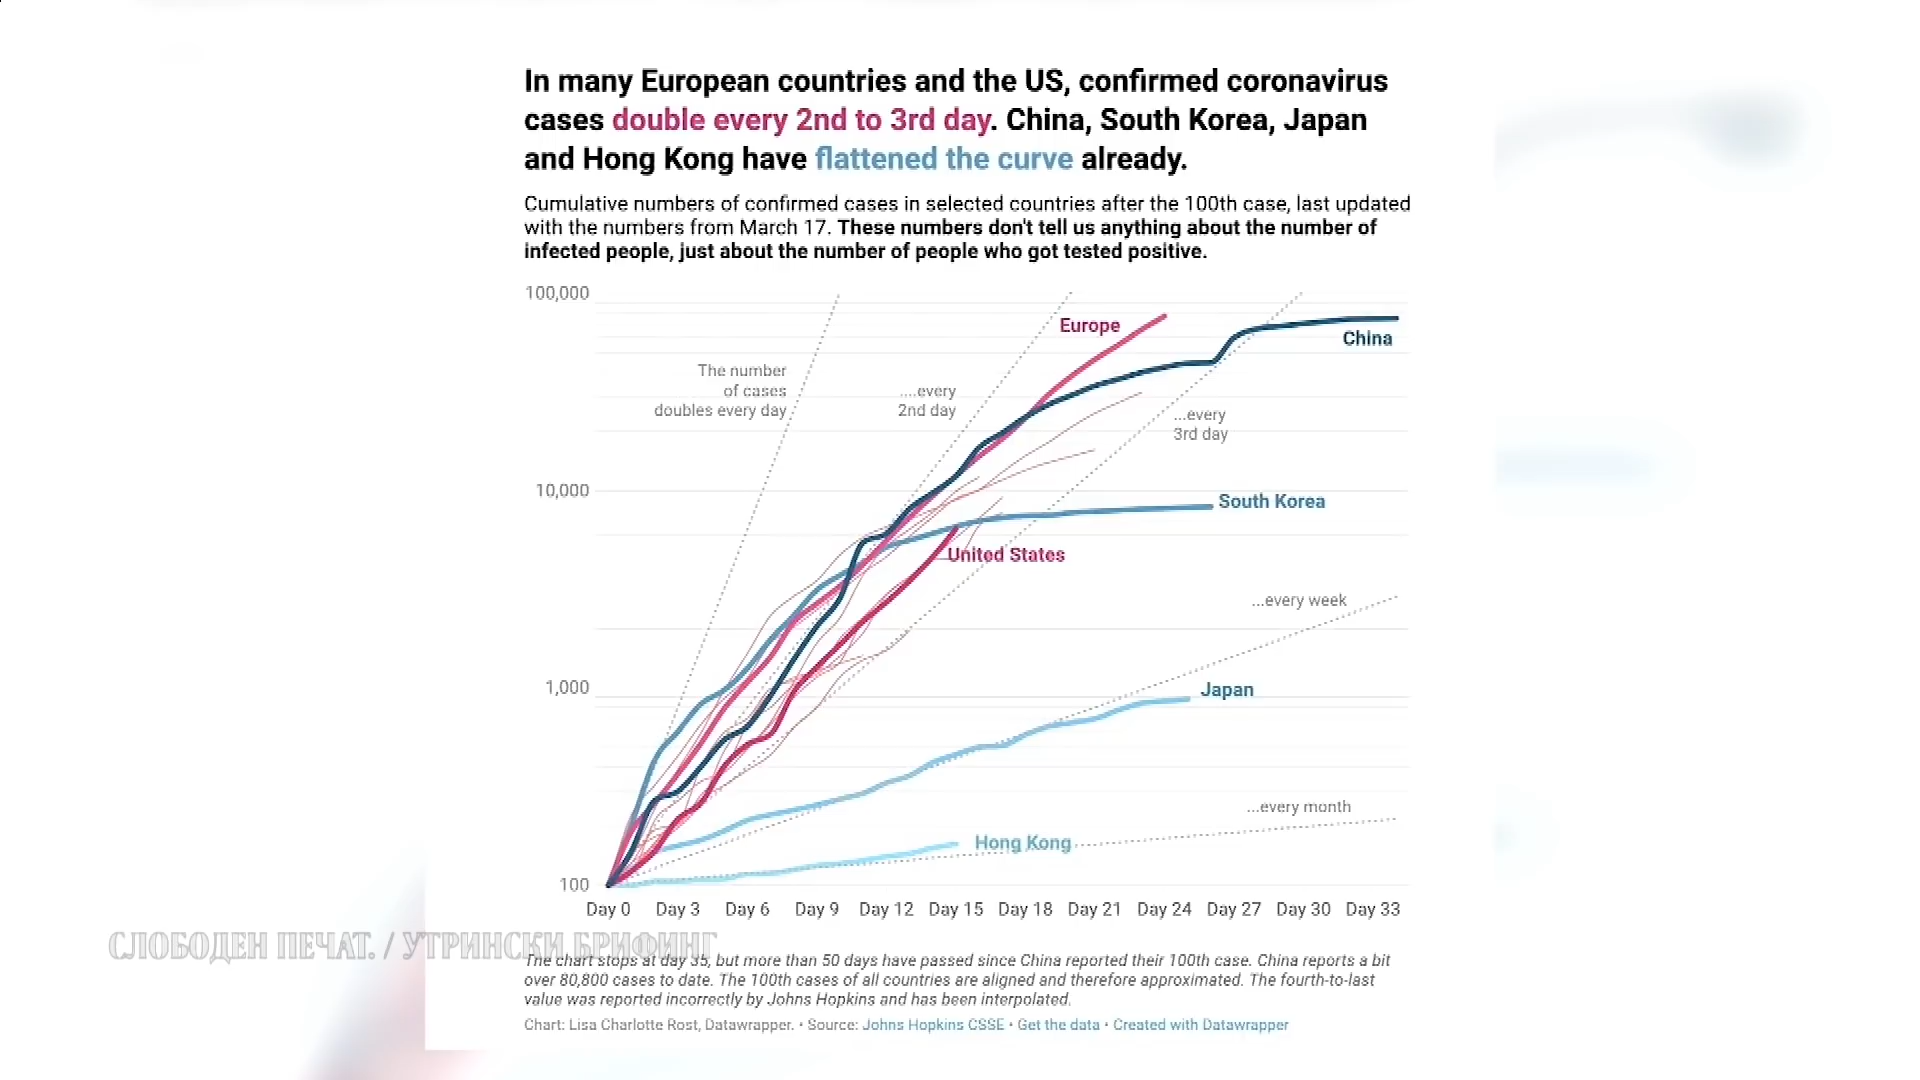 In many European countries and the US, confirmed coronavirus
cases double every 2nd to 3rd day. China, South Korea, Japan
and Hong Kong have flattened the curve already.
Cumulative numbers of confirmed cases in selected countries after the 100th case, last updated
with the numbers from March 17. These numbers don't tell us anything about the number of
infected people, just about the number of people who got tested positive.
100,000
Europe
China
The number
of cases
doubles every day
....every
2nd day
...every
3rd day
10,000
South Korea
United States
...every week
1,000
Japan
...every month
Hong Kong
100
Day 0 Day 3 Day 6 Day 9 Day 12 Day 15 Day 18 Day 21 Day 24 Day 27 Day 30 Day 33
СЛОБОДЕН ПЕЧАТ. / УТРИНСКИ БРИФИНГ
The chart stops at day 35, but more than 50 days have passed since China reported their 100th case. China reports a bit
over 80,800 cases to date. The 100th cases of all countries are aligned and therefore approximated. The fourth-to-last
value was reported incorrectly by Johns Hopkins and has been interpolated.
Chart: Lisa Charlotte Rost, Datawrapper. • Source: Johns Hopkins CSSE • Get the data • Created with Datawrapper